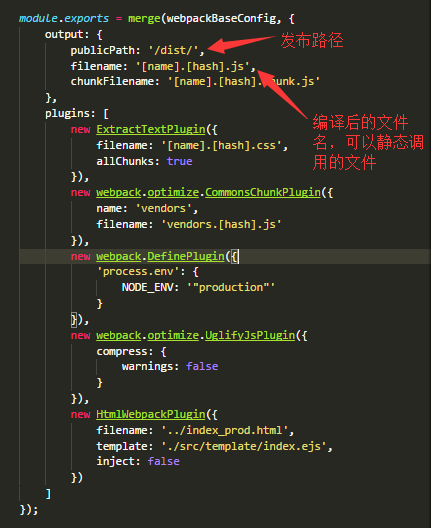 module.exports = merge(webpackBaseConfig, {
output: {
publicPath: '/dist/',
发布路径
filename: '[name].[hash].js',
chunkFilename: '[name].[hash].chunk.js'
编译后的文件
名，可以静态调
用的文件
},
plugins: [
new ExtractTextPlugin({
filename: '[name].[hash].css',
allChunks: true
}),
new webpack.optimize.CommonsChunkPlugin({
name: 'vendors',
filename: 'vendors.[hash].js'
}),
new webpack.DefinePlugin({
'process.env': {
NODE_ENV: '"production"'
}
}),
new webpack.optimize.UglifyJsPlugin({
compress: {
warnings: false
}
}),
new HtmlWebpackPlugin({
filename: '../index_prod.html',
template: './src/template/index.ejs',
inject: false
})
]
});